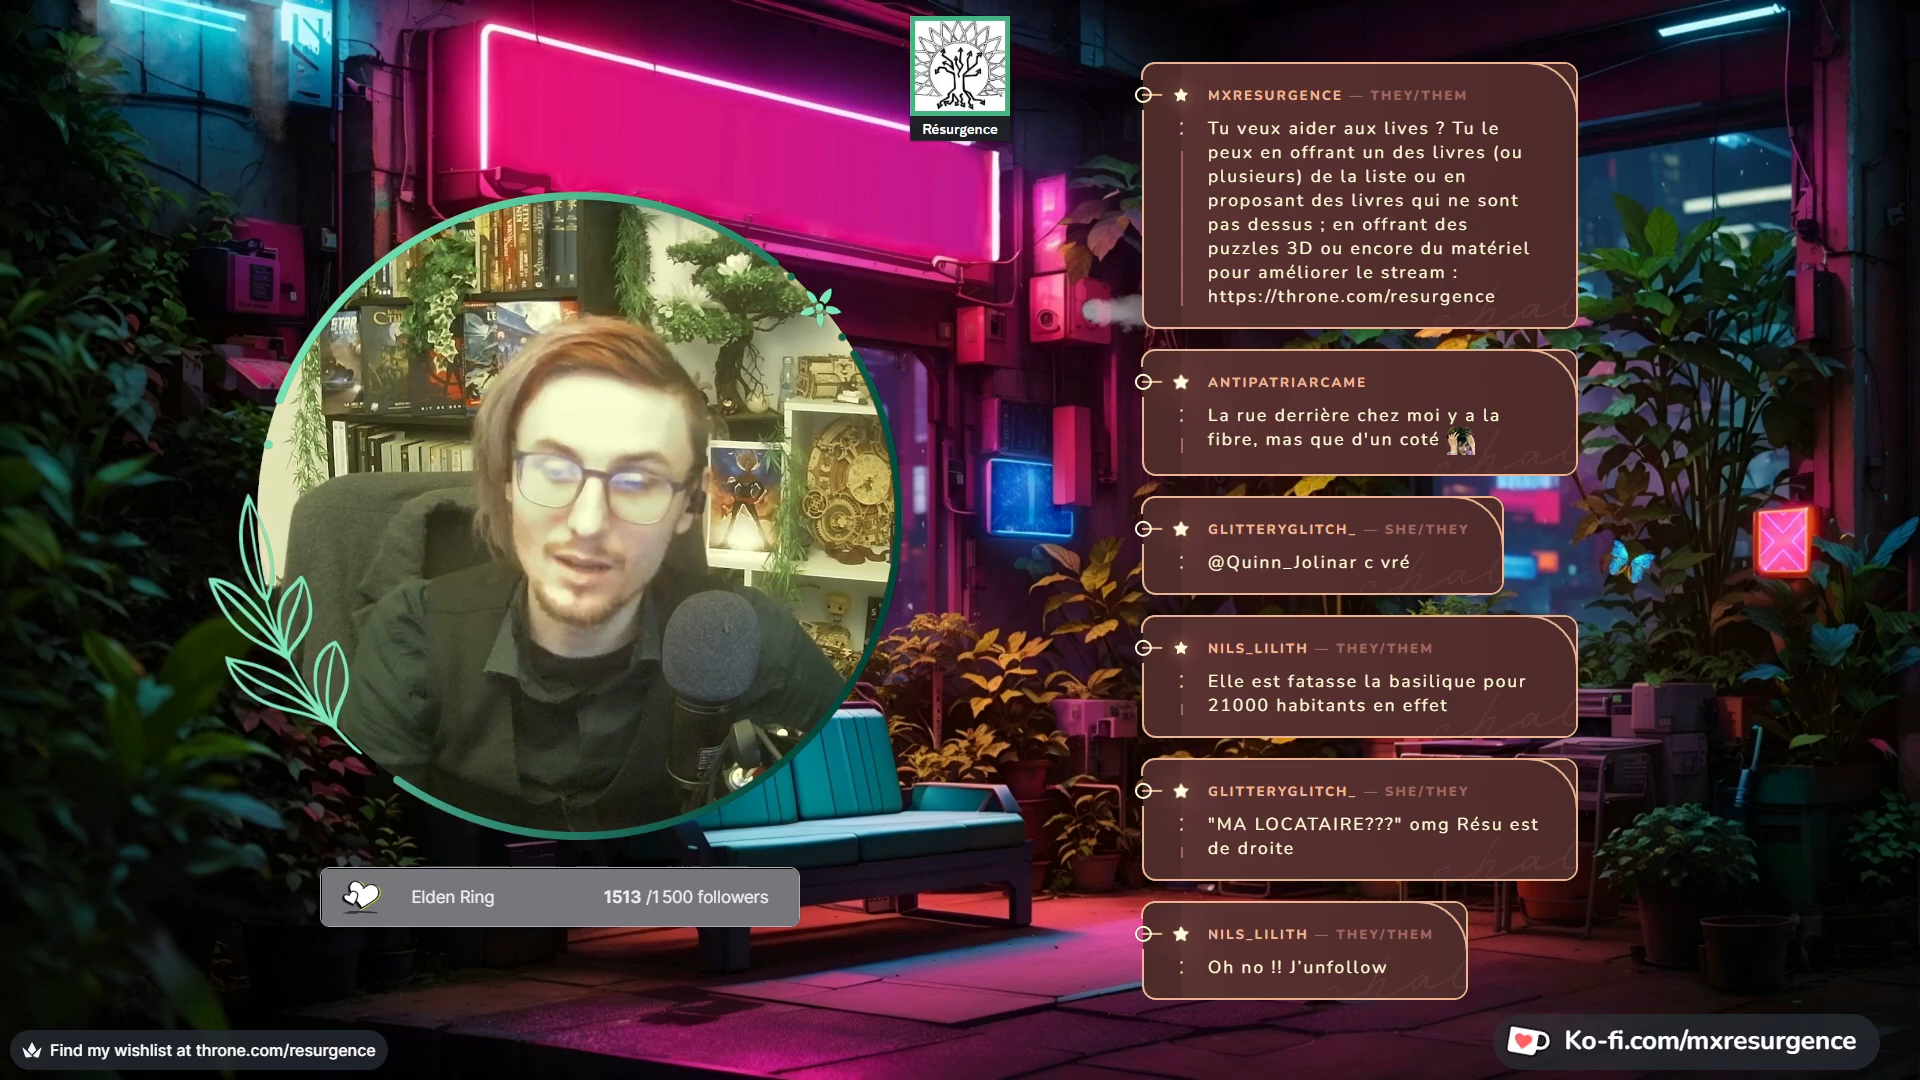 Résurgence
MXRESURGENCE — THEY/THEM
Tu veux aider aux lives ? Tu le
peux en offrant un des livres (ou
plusieurs) de la liste ou en
proposant des livres qui ne sont
pas dessus ; en offrant des
puzzles 3D ou encore du matériel
pour améliorer le stream :
https://throne.com/resurgence
ANTIPATRIARCAME
La rue derrière chez moi y a la
fibre, mas que d'un coté
GLITTERYGLITCH_ — SHE/THEY
@Quinn_Jolinar c vré
NILS_LILITH — THEY/THEM
Elle est fatasse la basilique pour
21000 habitants en effet
GLITTERYGLITCH_ — SHE/THEY
"MA LOCATAIRE???" omg Résu est
de droite
NILS_LILITH — THEY/THEM
Oh no !! J'unfollow
Elden Ring 1513 /1 500 followers
Find my wishlist at throne.com/resurgence
Ko-fi.com/mxresurgence